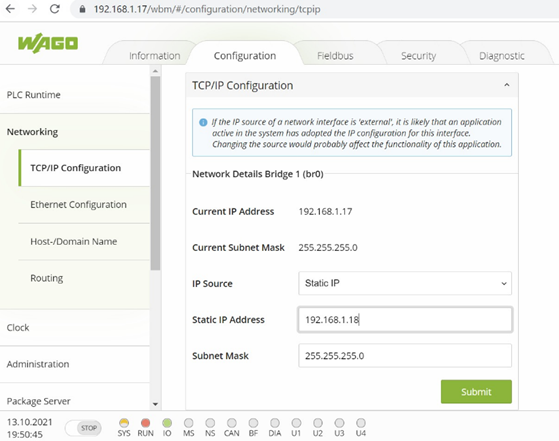 192.168.1.17/wbm/#/configuration/networking/tcpip
WAGO
Information
Configuration
Fieldbus
Security
Diagnostic
PLC Runtime
Networking
TCP/IP Configuration
Ethernet Configuration
Host-/Domain Name
Routing
Clock
Administration
Package Server
TCP/IP Configuration
If the IP source of a network interface is 'external', it is likely that an application
active in the system has adopted the IP configuration for this interface.
Changing the source would probably affect the functionality of this application.
Network Details Bridge 1 (br0)
Current IP Address 192.168.1.17
Current Subnet Mask 255.255.255.0
IP Source Static IP
Static IP Address 192.168.1.18
Subnet Mask 255.255.255.0
Submit
13.10.2021
19:50:45
STOP
SYS RUN IO MS NS CAN BF DIA U1 U2 U3 U4